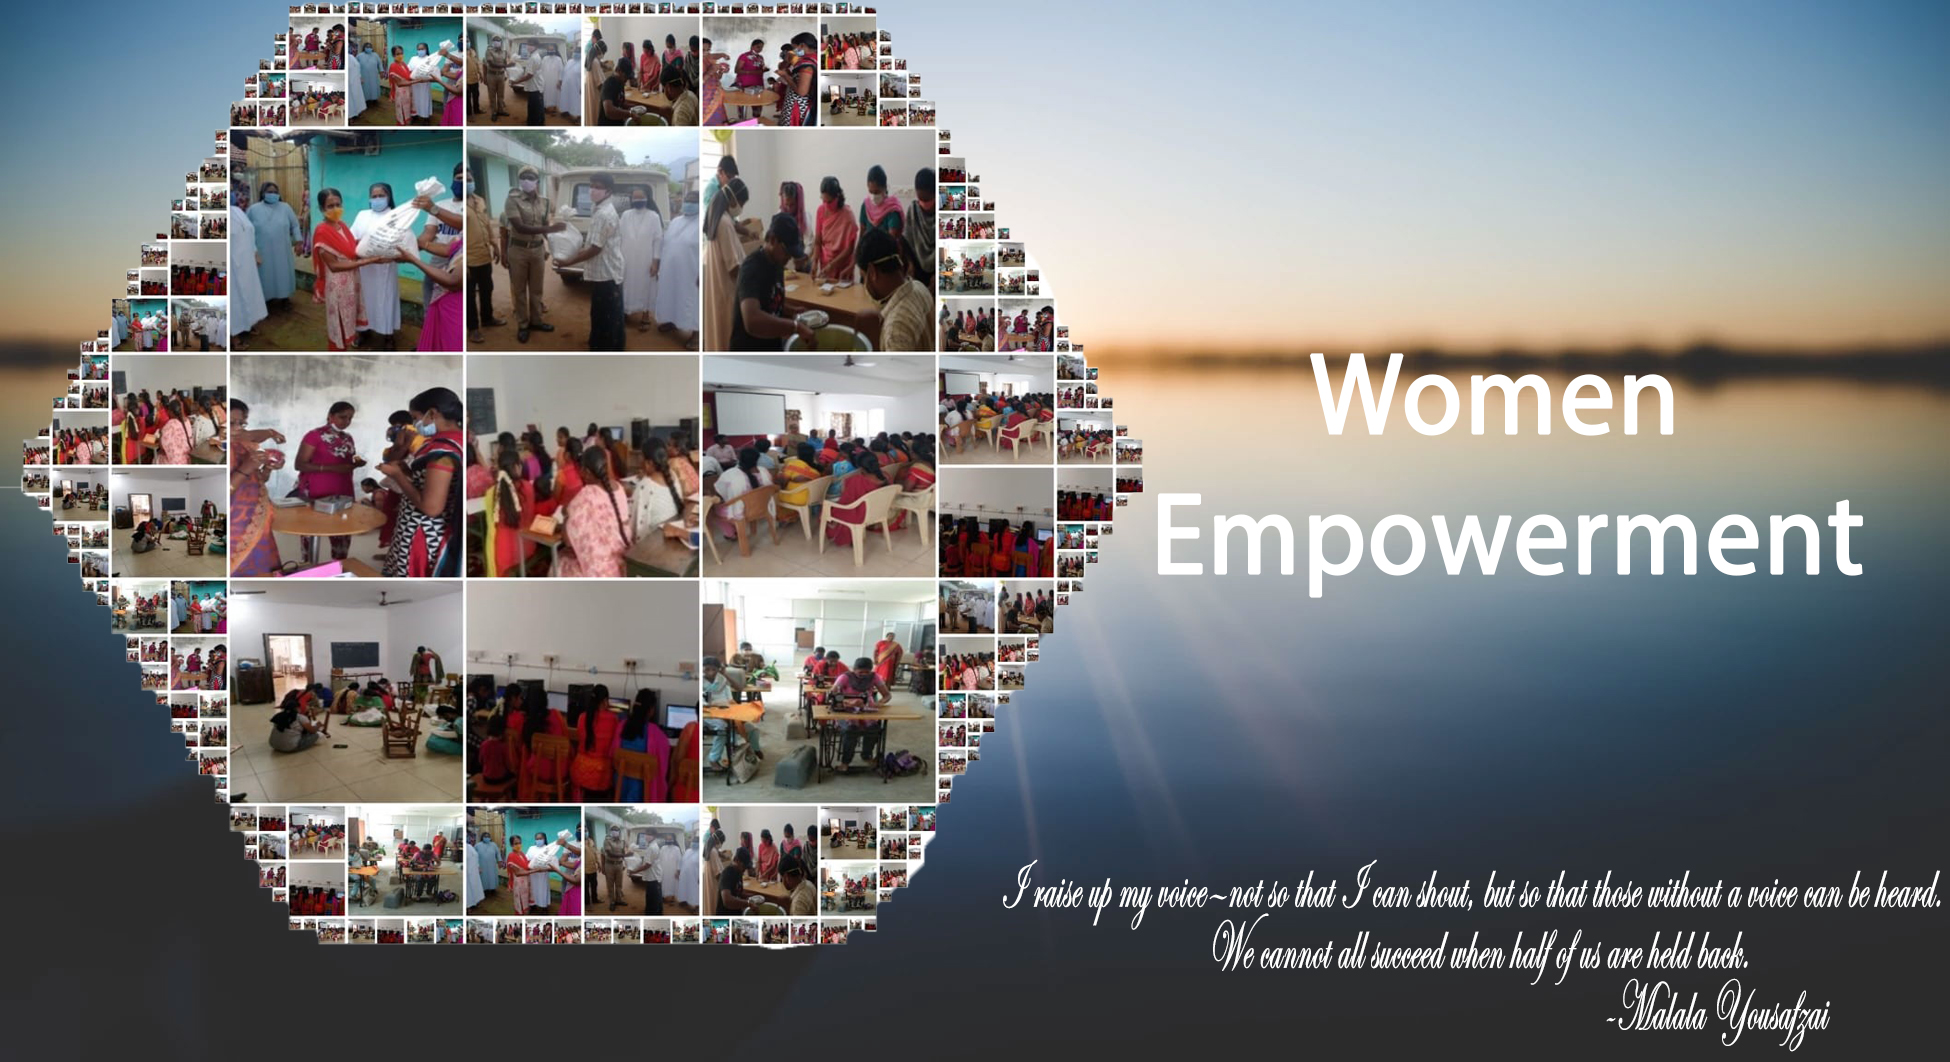 Women
Empowerment
I raise up my voice~not so that I can shout, but so that those without a voice can be heard.
We cannot all succeed when half of us are held back.
-Malala Yousafzai